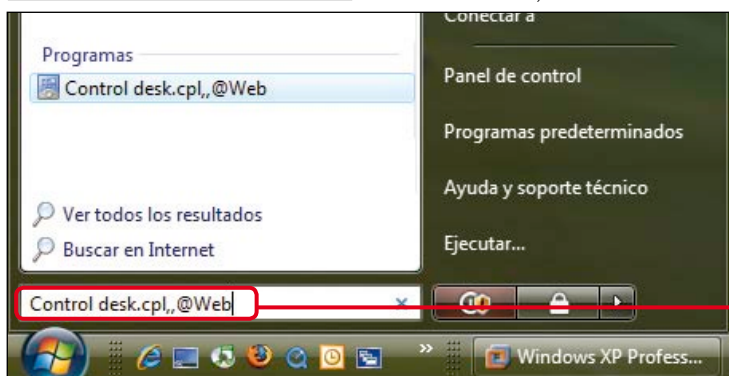 Conectar a
Programas
Control desk.cpl,,@Web
Panel de control
Programas predeterminados
Ayuda y soporte técnico
Ver todos los resultados
Buscar en Internet
Ejecutar...
Control desk.cpl,,@Web
Windows XP Profess...